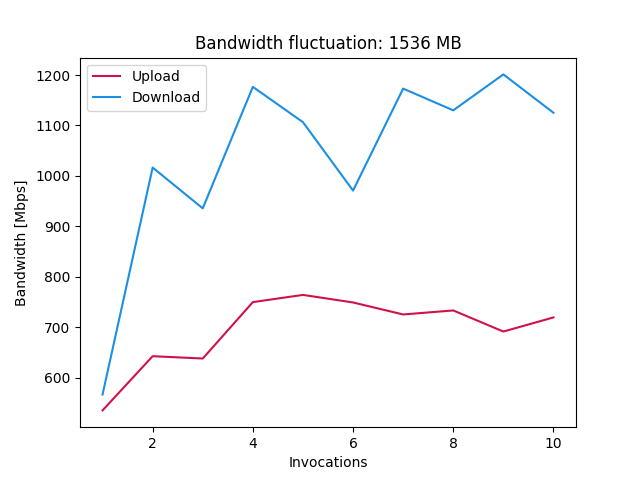 Bandwidth fluctuation: 1536 MB
Upload
Download
1200
1100
1000
900
800
700
600
Bandwidth [Mbps]
2 4 6 8 10
Invocations